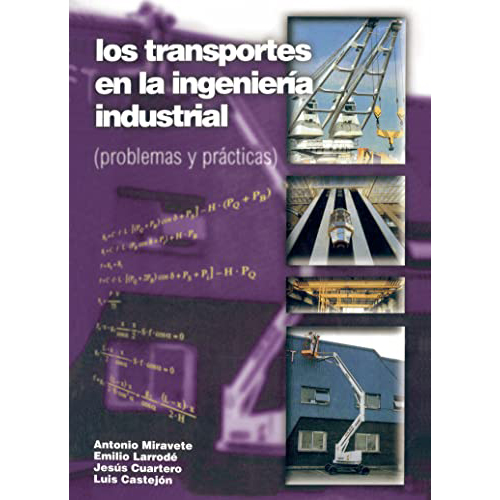 los transportes
en la ingeniería
industrial
(problemas y prácticas)
Antonio Miravete
Emilio Larrodé
Jesús Cuartero
Luis Castejón